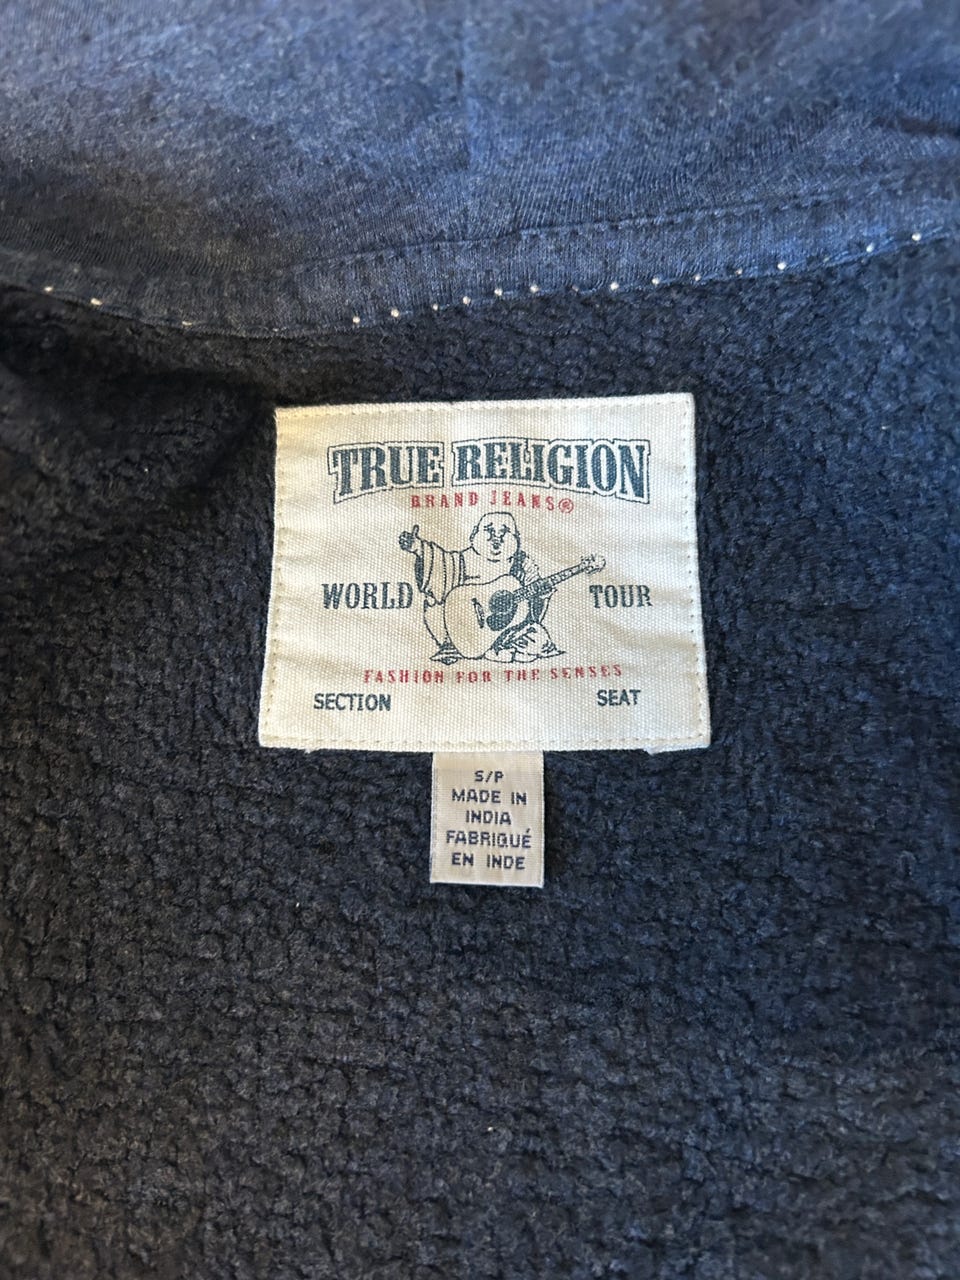 TRUE RELIGION
BRAND JEANS®
WORLD TOUR
FASHION FOR THE SENSES
SECTION SEAT
S/P
MADE IN
INDIA
FABRIQUÉ
EN INDE